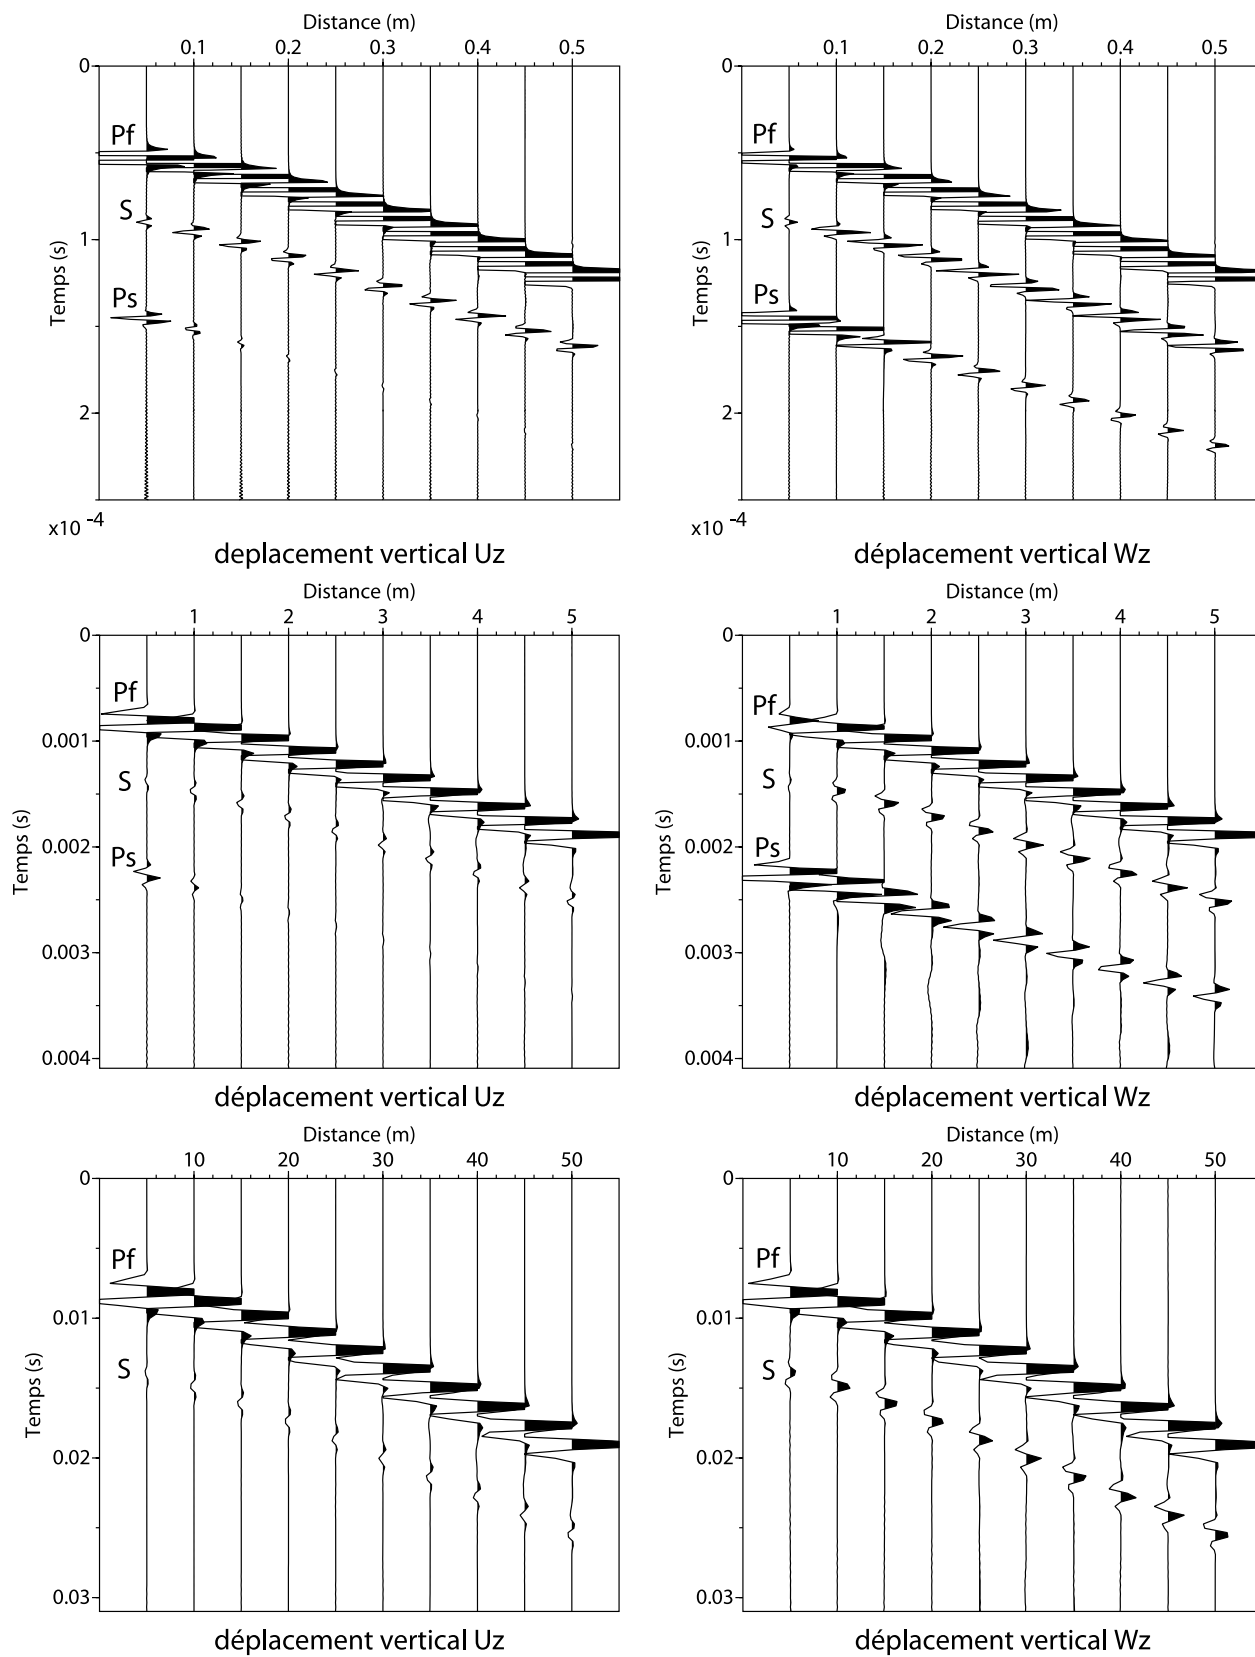 Distance (m)
0.1 0.2 0.3 0.4 0.5
0
Pf
S
1
Ps
2
Temps (s)
x10 -4
deplacement vertical Uz
Distance (m)
0.1 0.2 0.3 0.4 0.5
0
Pf
S
1
Ps
2
Temps (s)
x10 -4
déplacement vertical Wz
Distance (m)
1 2 3 4 5
0
Pf
0.001
S
0.002
Ps
0.003
0.004
Temps (s)
déplacement vertical Uz
Distance (m)
1 2 3 4 5
0
Pf
0.001
S
0.002
Ps
0.003
0.004
Temps (s)
déplacement vertical Wz
Distance (m)
10 20 30 40 50
0
Pf
0.01
S
0.02
0.03
Temps (s)
déplacement vertical Uz
Distance (m)
10 20 30 40 50
0
Pf
0.01
S
0.02
0.03
Temps (s)
déplacement vertical Wz